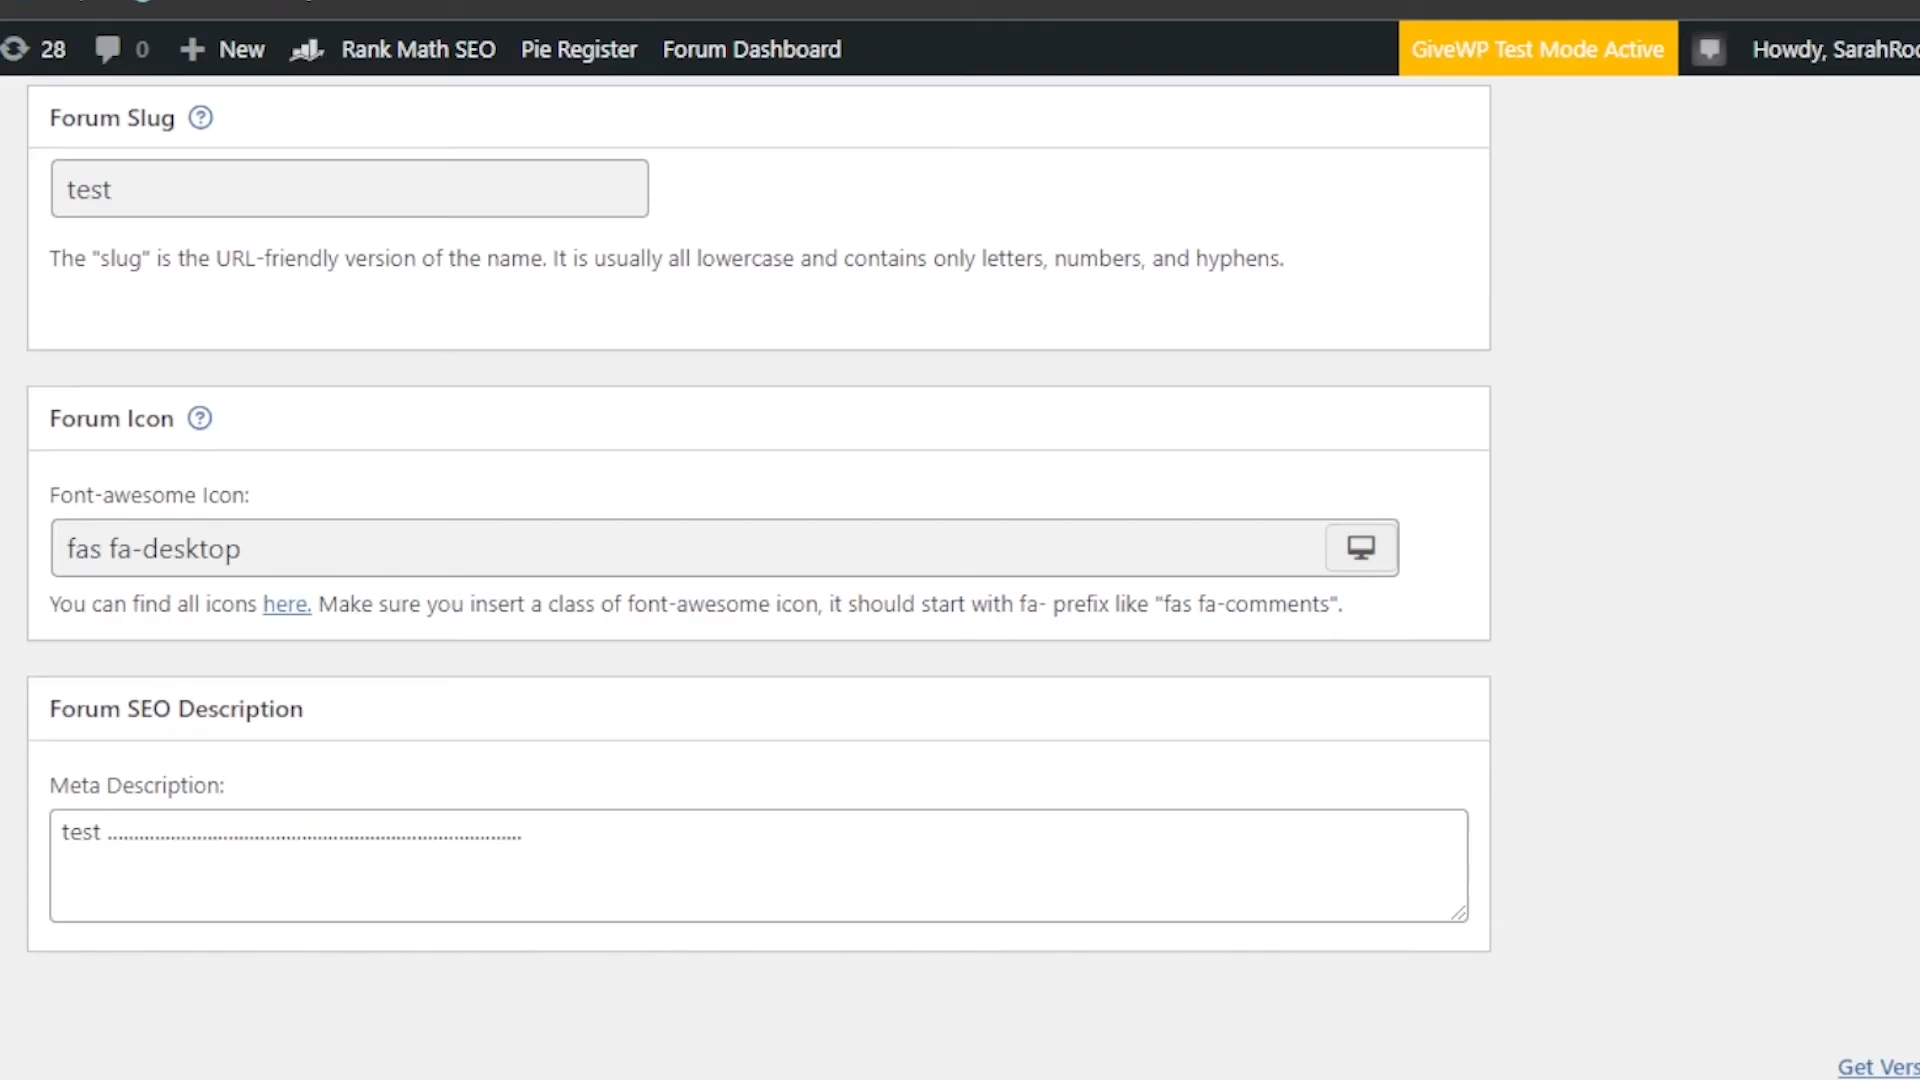 28 0 New Rank Math SEO Pie Register Forum Dashboard GiveWP Test Mode Active Howdy,
Forum Slug
test
The "slug" is the URL-friendly version of the name. It is usually all lowercase and contains only letters, numbers, and hyphens.
Forum Icon
Font-awesome Icon:
fas fa-desktop
You can find all icons here. Make sure you insert a class of font-awesome icon, it should start with fa- prefix like "fas fa-comments".
Forum SEO Description
Meta Description:
test ...............................................................................
Get